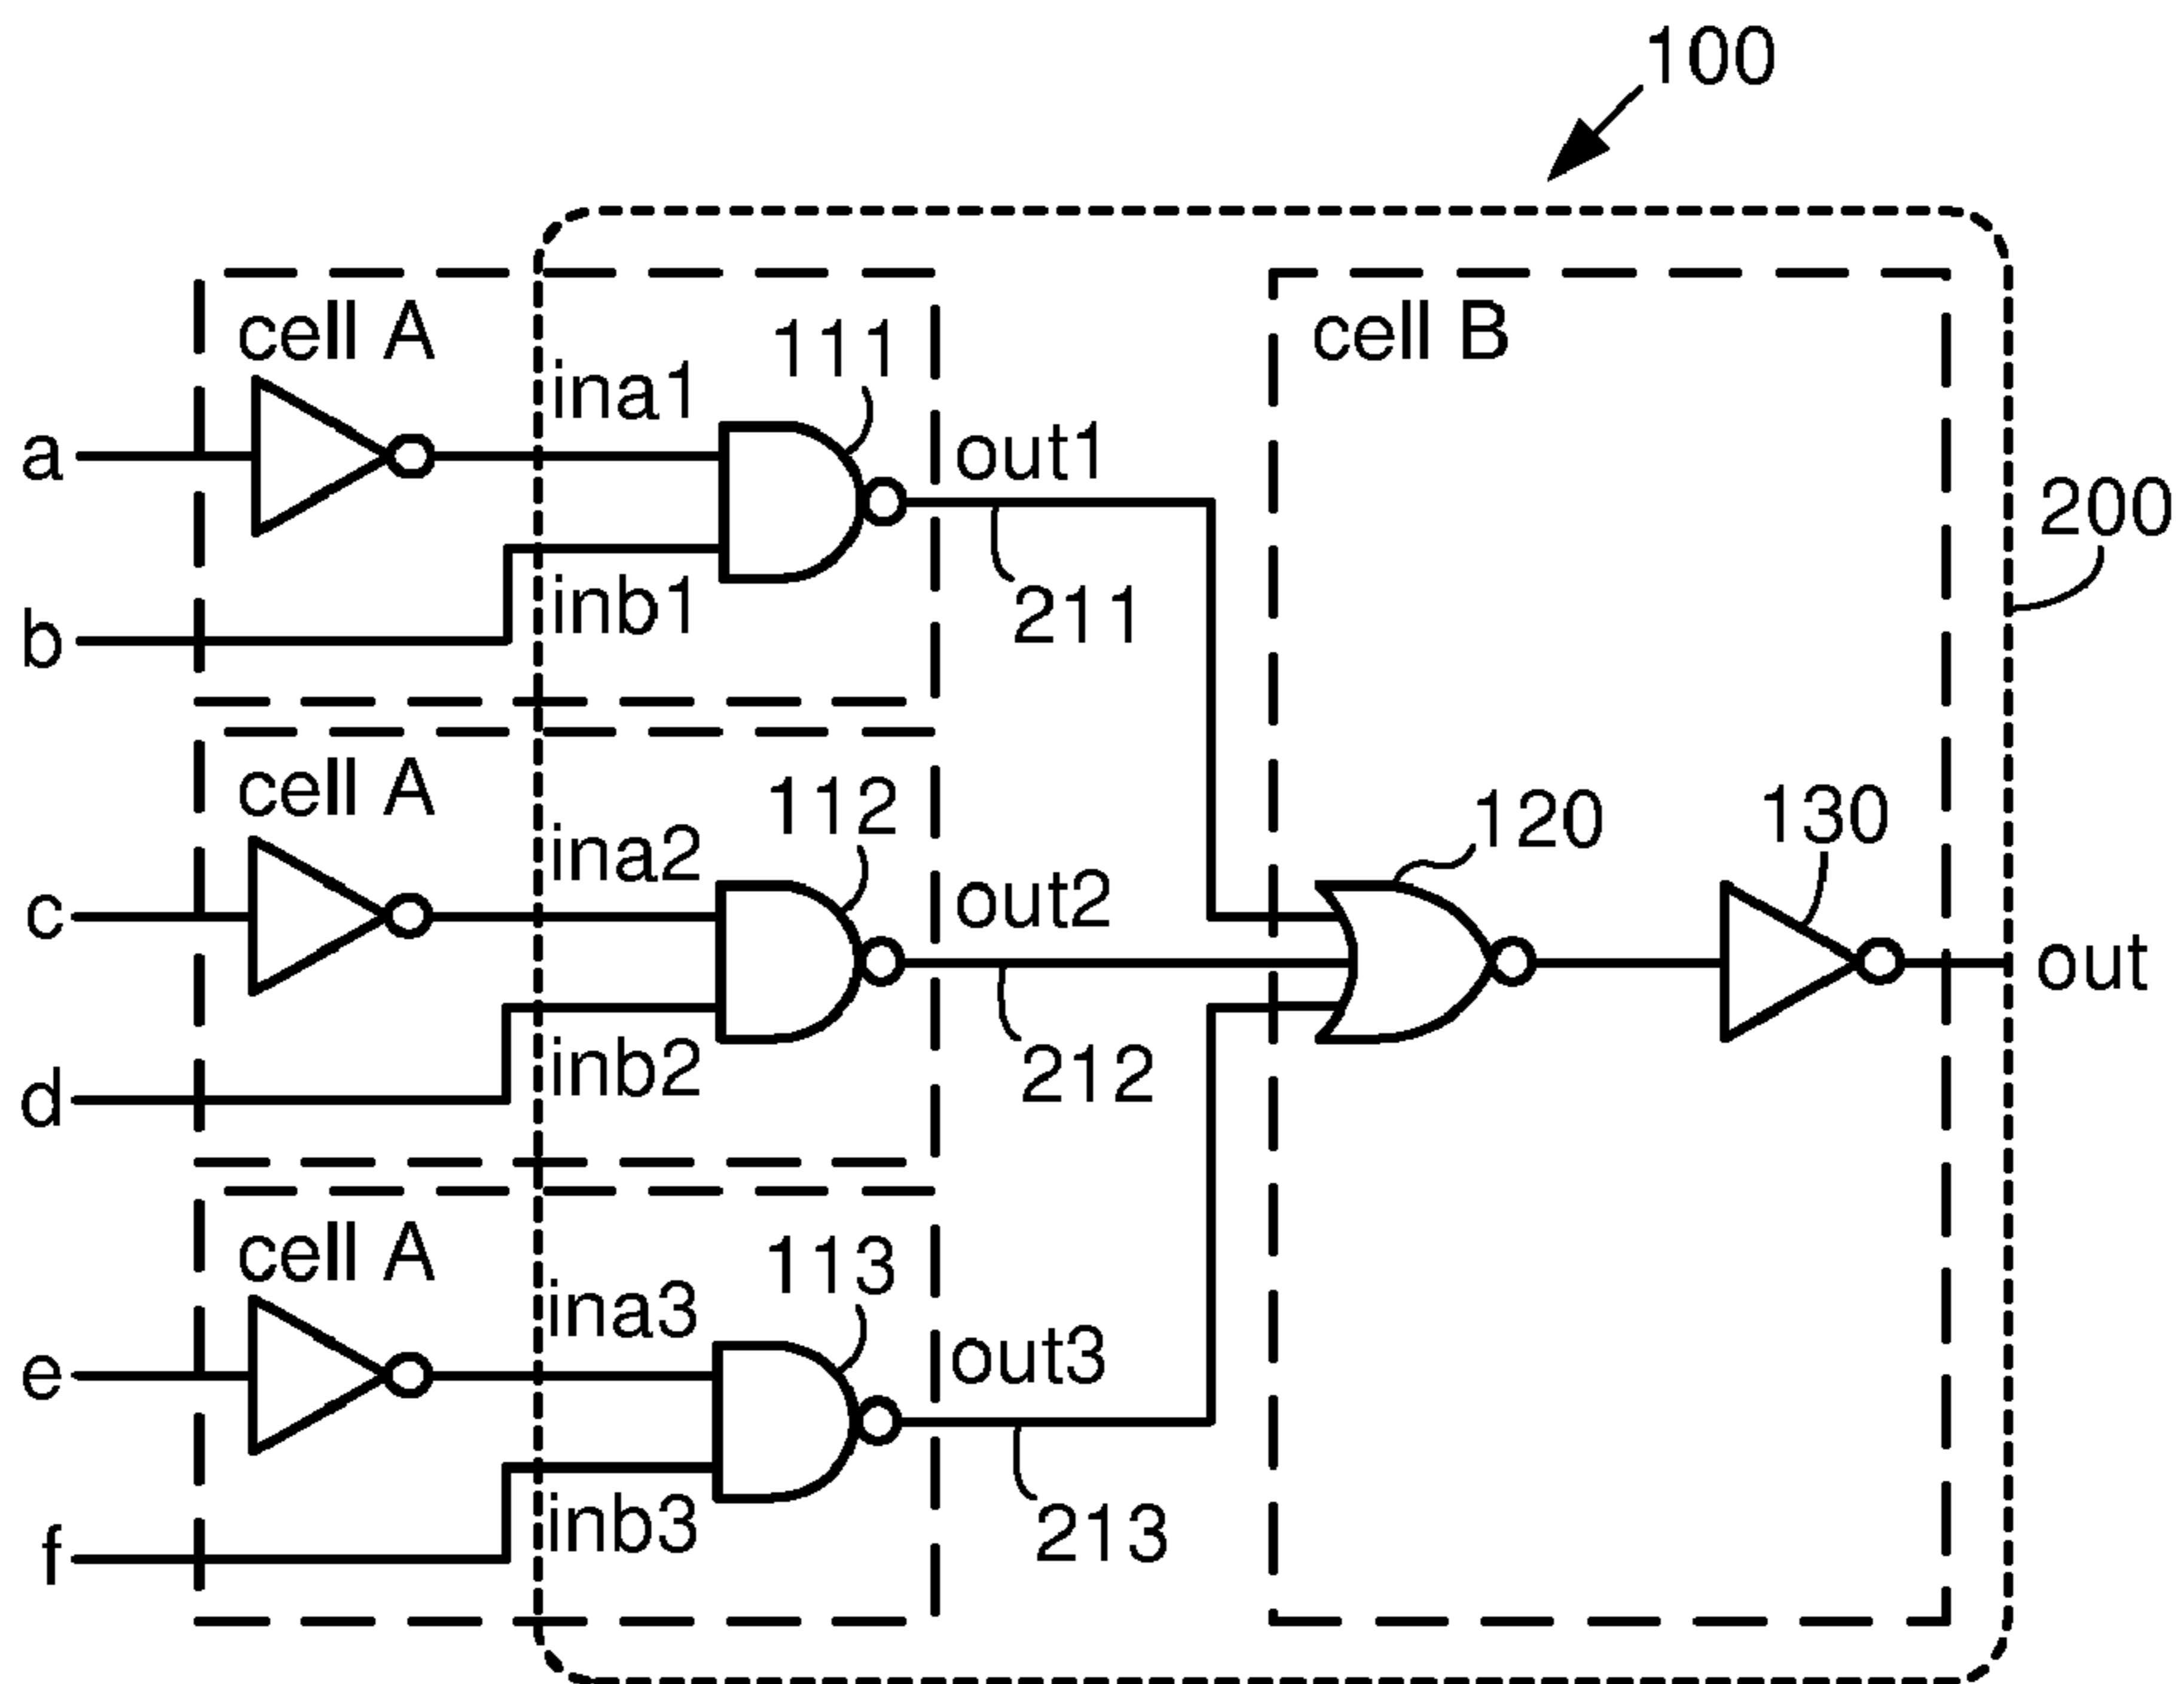 100
cell A
cell B
111
ina1
a
out1
200
inb1
211
b
cell A
112
120
130
ina2
out2
c
out
inb2
212
d
cell A
113
ina3
out3
e
inb3
213
f